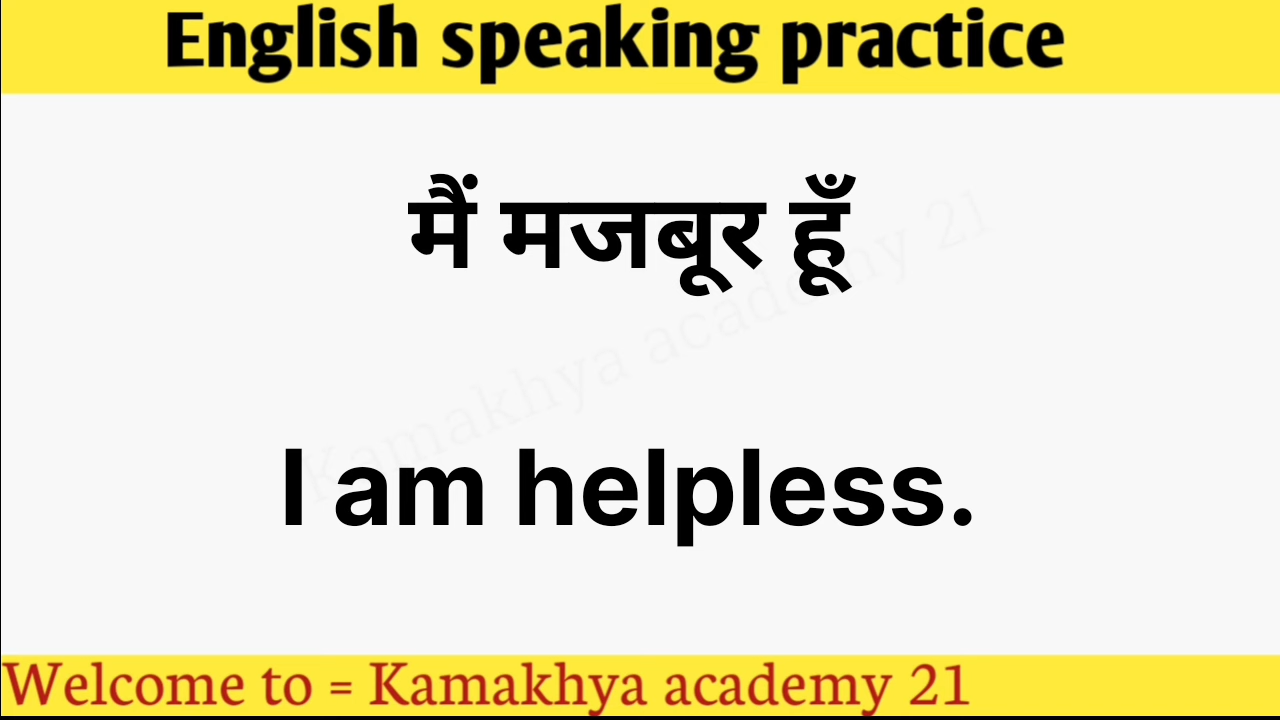 English speaking practice
मैं मजबूर हूँ
Kamakhya academy 21
I am helpless.
Welcome to = Kamakhya academy 21